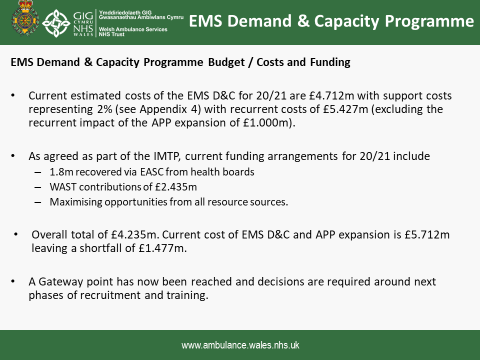 GIG
CYMRU
NHS
WALES
Ymddiriedolaeth GIG
Gwasanaethau Ambiwlans Cymru
Welsh Ambulance Services
NHS Trust
EMS Demand & Capacity Programme
EMS Demand & Capacity Programme Budget / Costs and Funding
• Current estimated costs of the EMS D&C for 20/21 are £4.712m with support costs
representing 2% (see Appendix 4) with recurrent costs of £5.427m (excluding the
recurrent impact of the APP expansion of £1.000m).
• As agreed as part of the IMTP, current funding arrangements for 20/21 include
– 1.8m recovered via EASC from health boards
– WAST contributions of £2.435m
– Maximising opportunities from all resource sources.
• Overall total of £4.235m. Current cost of EMS D&C and APP expansion is £5.712m
leaving a shortfall of £1.477m.
• A Gateway point has now been reached and decisions are required around next
phases of recruitment and training.
www.ambulance.wales.nhs.uk